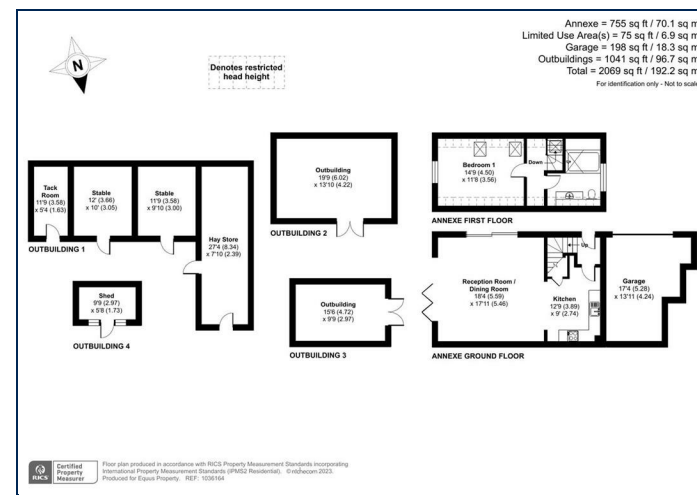 Annexe = 755 sq ft / 70.1 sq m
Limited Use Area(s) = 75 sq ft / 6.9 sq m
Garage = 198 sq ft / 18.3 sq m
Outbuildings = 1041 sq ft / 96.7 sq m
Total = 2069 sq ft / 192.2 sq m
For identification only - Not to scale
N
Denotes restricted
head height
Tack
Room
11'9 (3.58)
x 5'4 (1.63)
Stable
12' (3.66)
x 10' (3.05)
Stable
11'9 (3.58)
x 9'10 (3.00)
Hay Store
27'4 (8.34)
x 7'10 (2.39)
OUTBUILDING 1
Shed
9'9 (2.97)
x 5'8 (1.73)
OUTBUILDING 4
Outbuilding
19'9 (6.02)
x 13'10 (4.22)
OUTBUILDING 2
Outbuilding
15'6 (4.72)
x 9'9 (2.97)
OUTBUILDING 3
Bedroom 1
14'9 (4.50)
x 11'8 (3.56)
Down
ANNEXE FIRST FLOOR
Reception Room /
Dining Room
18'4 (5.59)
x 17'11 (5.46)
Up
Kitchen
12'9 (3.89)
x 9' (2.74)
Garage
17'4 (5.28)
x 13'11 (4.24)
ANNEXE GROUND FLOOR
RICS
Certified
Property
Measurer
Floor plan produced in accordance with RICS Property Measurement Standards incorporating
International Property Measurement Standards (IPMS2 Residential). © ntchecom 2023.
Produced for Equus Property. REF: 1036164